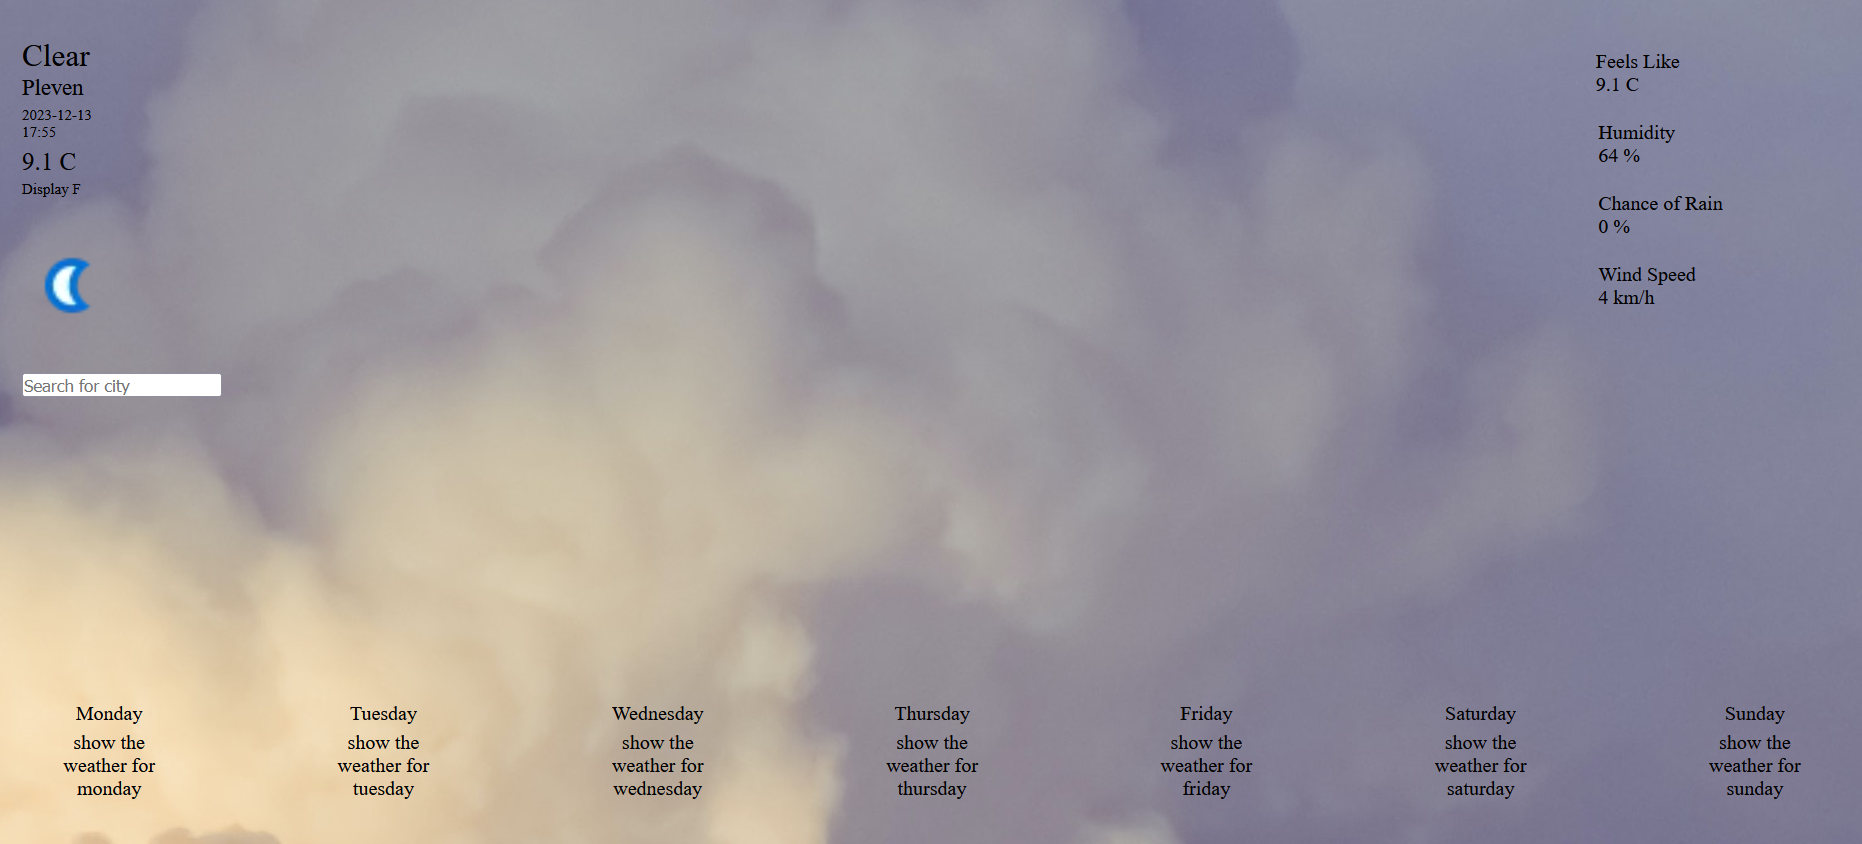 Clear
Pleven
2023-12-13
17:55
9.1 C
Display F
Search for city
Feels Like
9.1 C
Humidity
64 %
Chance of Rain
0 %
Wind Speed
4 km/h
Monday
show the
weather for
monday
Tuesday
show the
weather for
tuesday
Wednesday
show the
weather for
wednesday
Thursday
show the
weather for
thursday
Friday
show the
weather for
friday
Saturday
show the
weather for
saturday
Sunday
show the
weather for
sunday